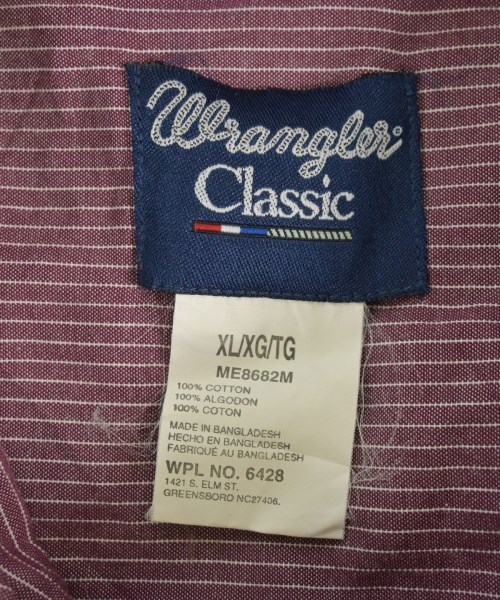 Wrangler
Classic
XL/XG/TG
ME8682M
100% COTTON
100% ALGODON
100% COTON
MADE IN BANGLADESH
HECHO EN BANGLADESH
FABRIQUÉ AU BANGLADESH
WPL NO. 6428
1421 S. ELM ST.
GREENSBORO NC27406.